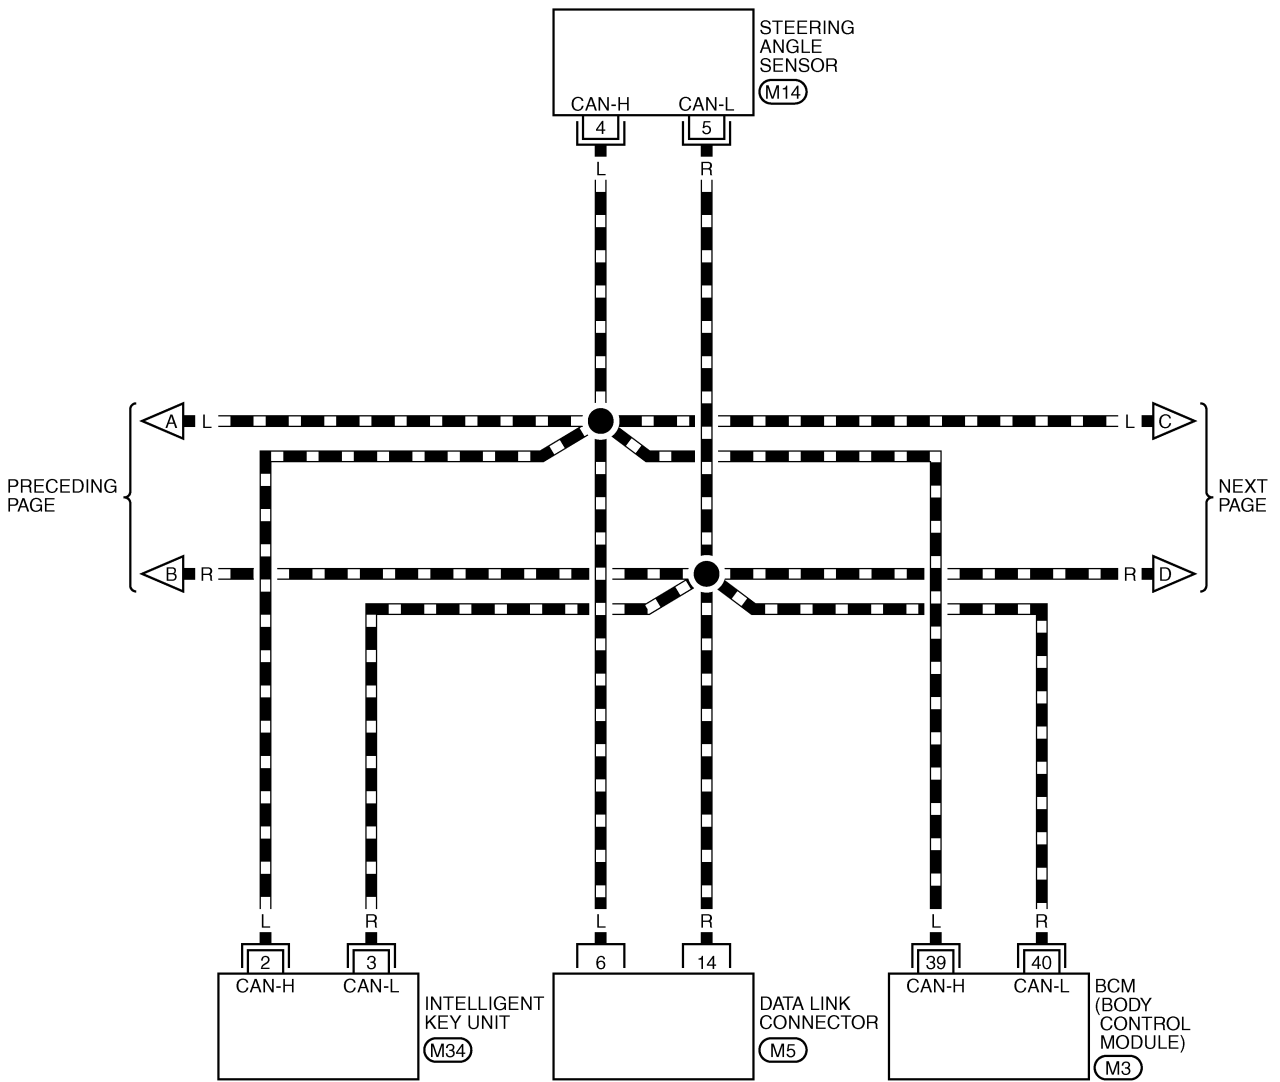 STEERING
ANGLE
SENSOR
M14
CAN-H CAN-L
4 5
L R
A L L C
PRECEDING
PAGE
NEXT
PAGE
B R R D
L R L R L R
2 3 6 14 39 40
CAN-H CAN-L CAN-H CAN-L
INTELLIGENT
KEY UNIT
M34
DATA LINK
CONNECTOR
M5
BCM
(BODY
CONTROL
MODULE)
M3